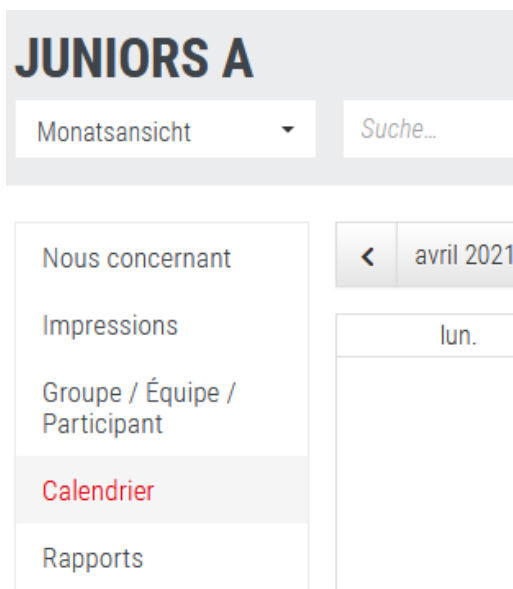 JUNIORS A
Monatsansicht
Suche...
Nous concernant
Impressions
Groupe / Équipe /
Participant
Calendrier
Rapports
avril 2021
lun.